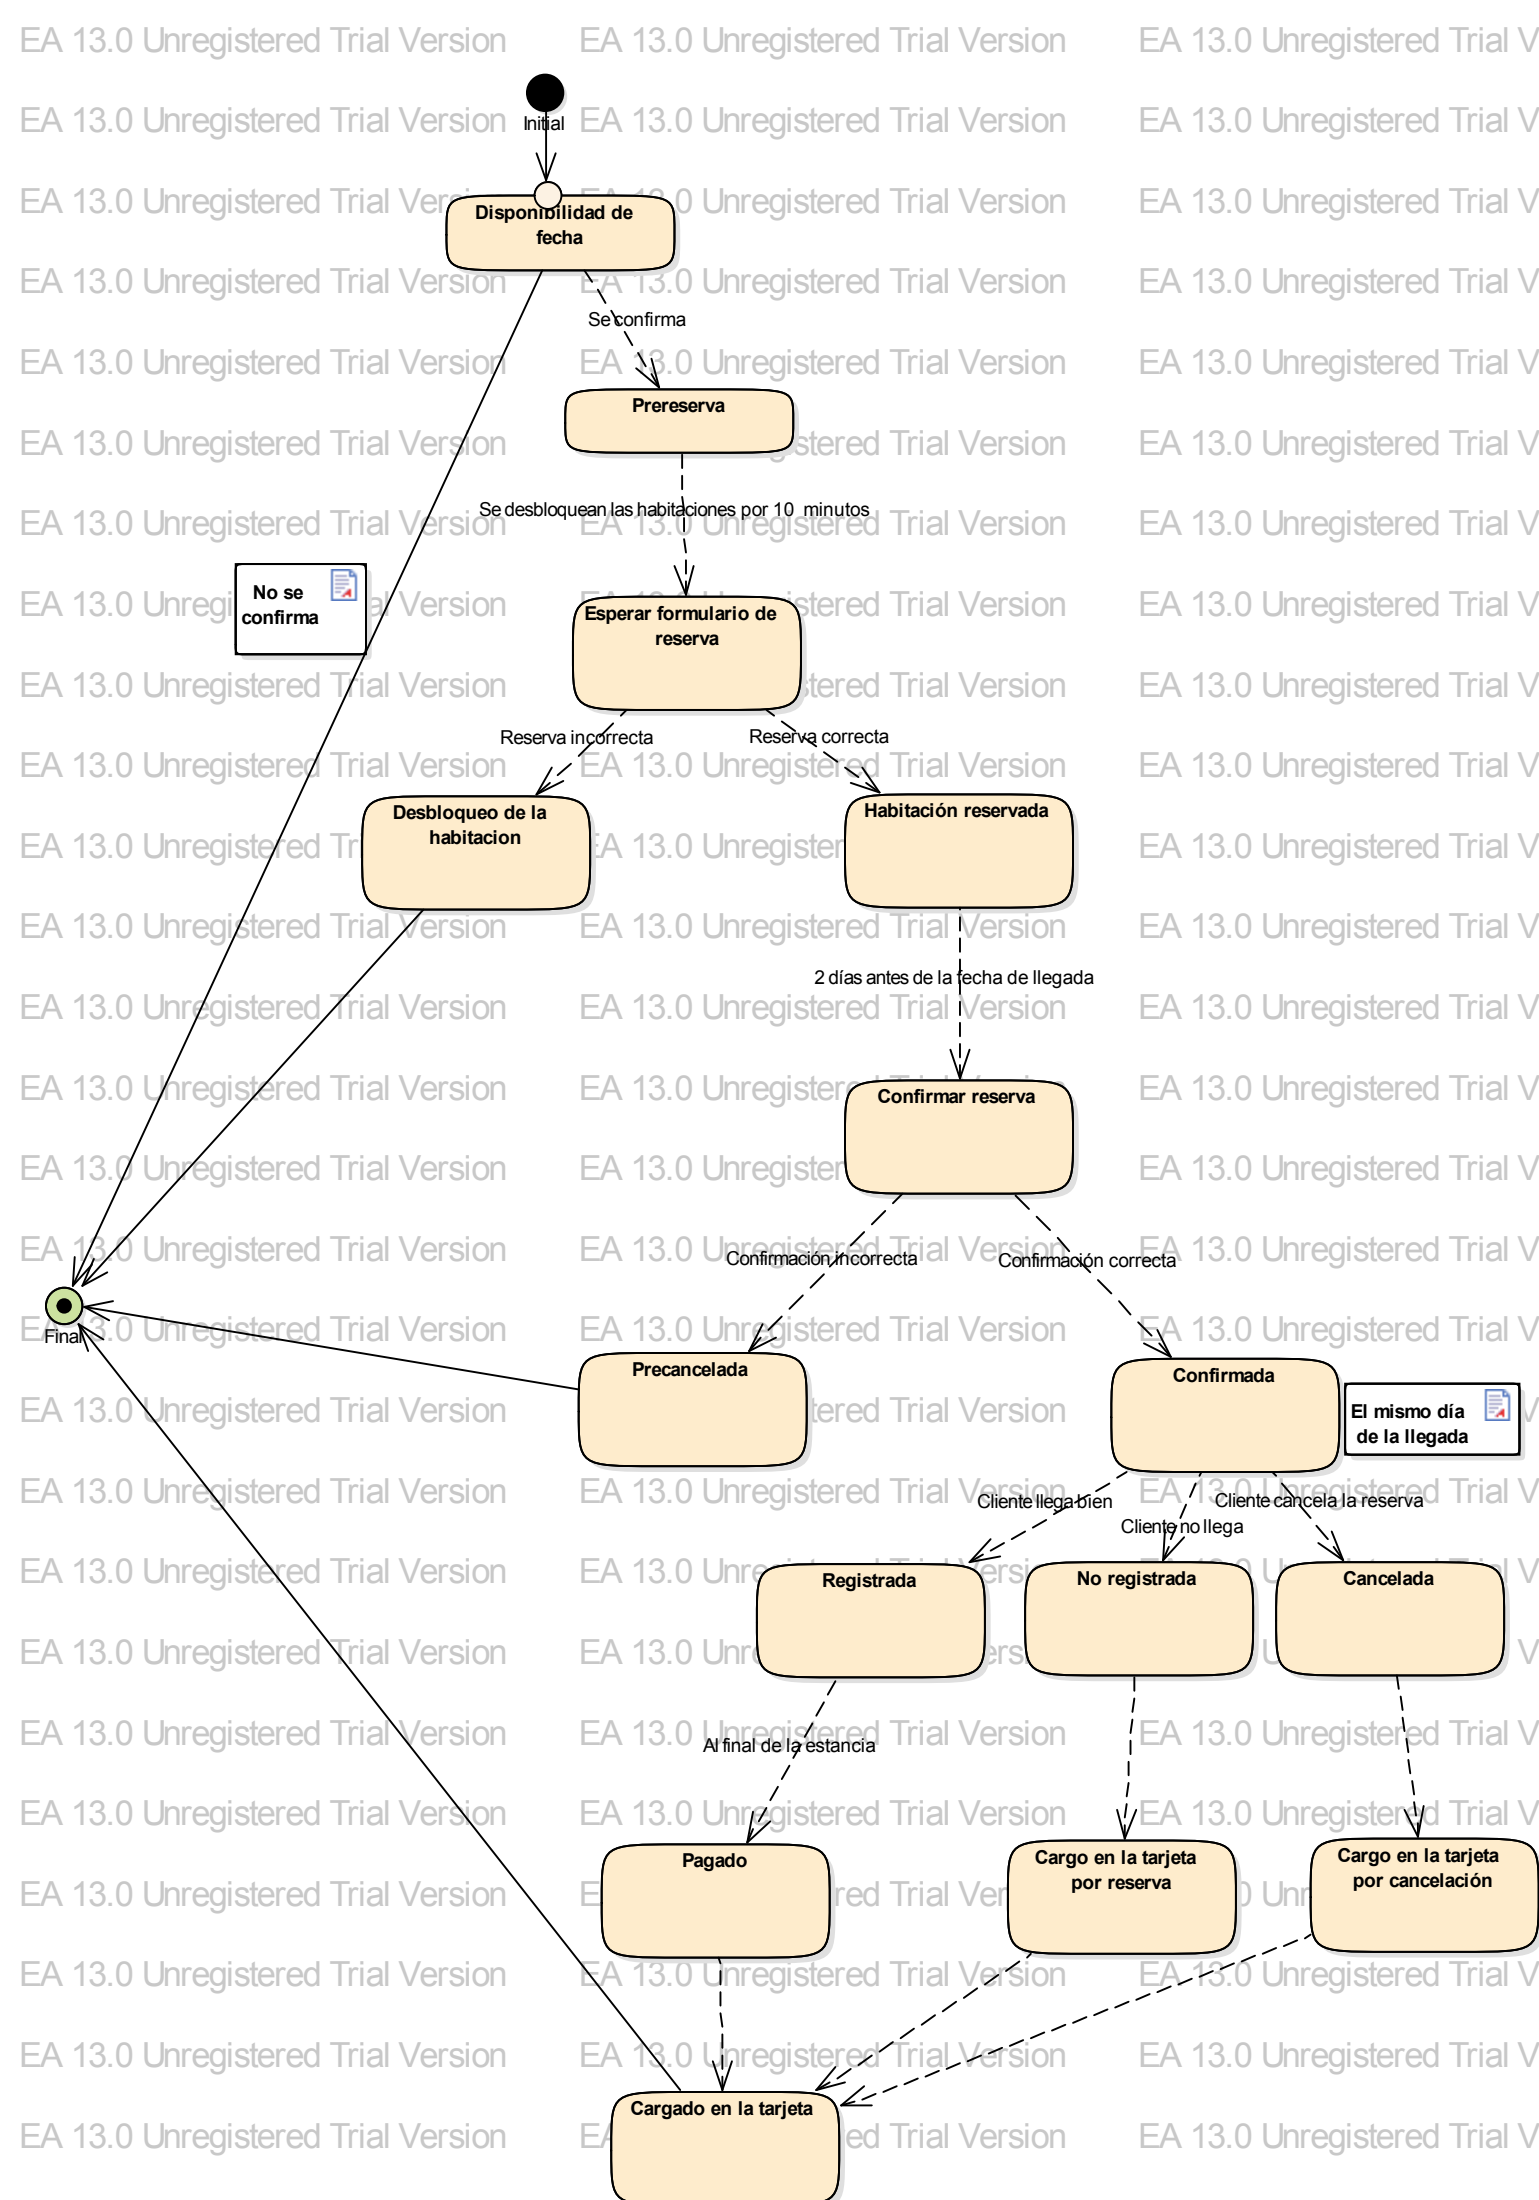 EA 13.0 Unregistered Trial Version
Initial
Disponibilidad de
fecha
Se confirma
Prereserva
Se desbloquean las habitaciones por 10 minutos
No se
confirma
Esperar formulario de
reserva
Reserva incorrecta
Reserva correcta
Desbloqueo de la
habitacion
Habitación reservada
2 días antes de la fecha de llegada
Confirmar reserva
Confirmación incorrecta
Confirmación correcta
Final
Precancelada
Confirmada
El mismo día
de la llegada
Cliente llega bien
Cliente cancela la reserva
Cliente no llega
Registrada
No registrada
Cancelada
Al final de la estancia
Pagado
Cargo en la tarjeta
por reserva
Cargo en la tarjeta
por cancelación
Cargado en la tarjeta